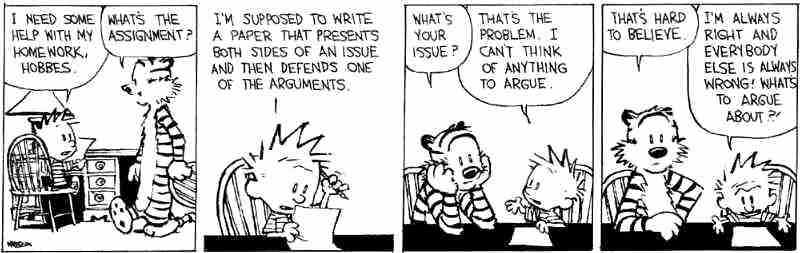 I NEED SOME
HELP WITH MY
HOMEWORK,
HOBBES.
WHAT'S THE
ASSIGNMENT?
I'M SUPPOSED TO WRITE
A PAPER THAT PRESENTS
BOTH SIDES OF AN ISSUE
AND THEN DEFENDS ONE
OF THE ARGUMENTS.
WHAT'S
YOUR
ISSUE?
THAT'S THE
PROBLEM. I
CAN'T THINK
OF ANYTHING
TO ARGUE.
THAT'S HARD
TO BELIEVE.
I'M ALWAYS
RIGHT AND
EVERYBODY
ELSE IS ALWAYS
WRONG! WHAT'S
TO ARGUE
ABOUT?!